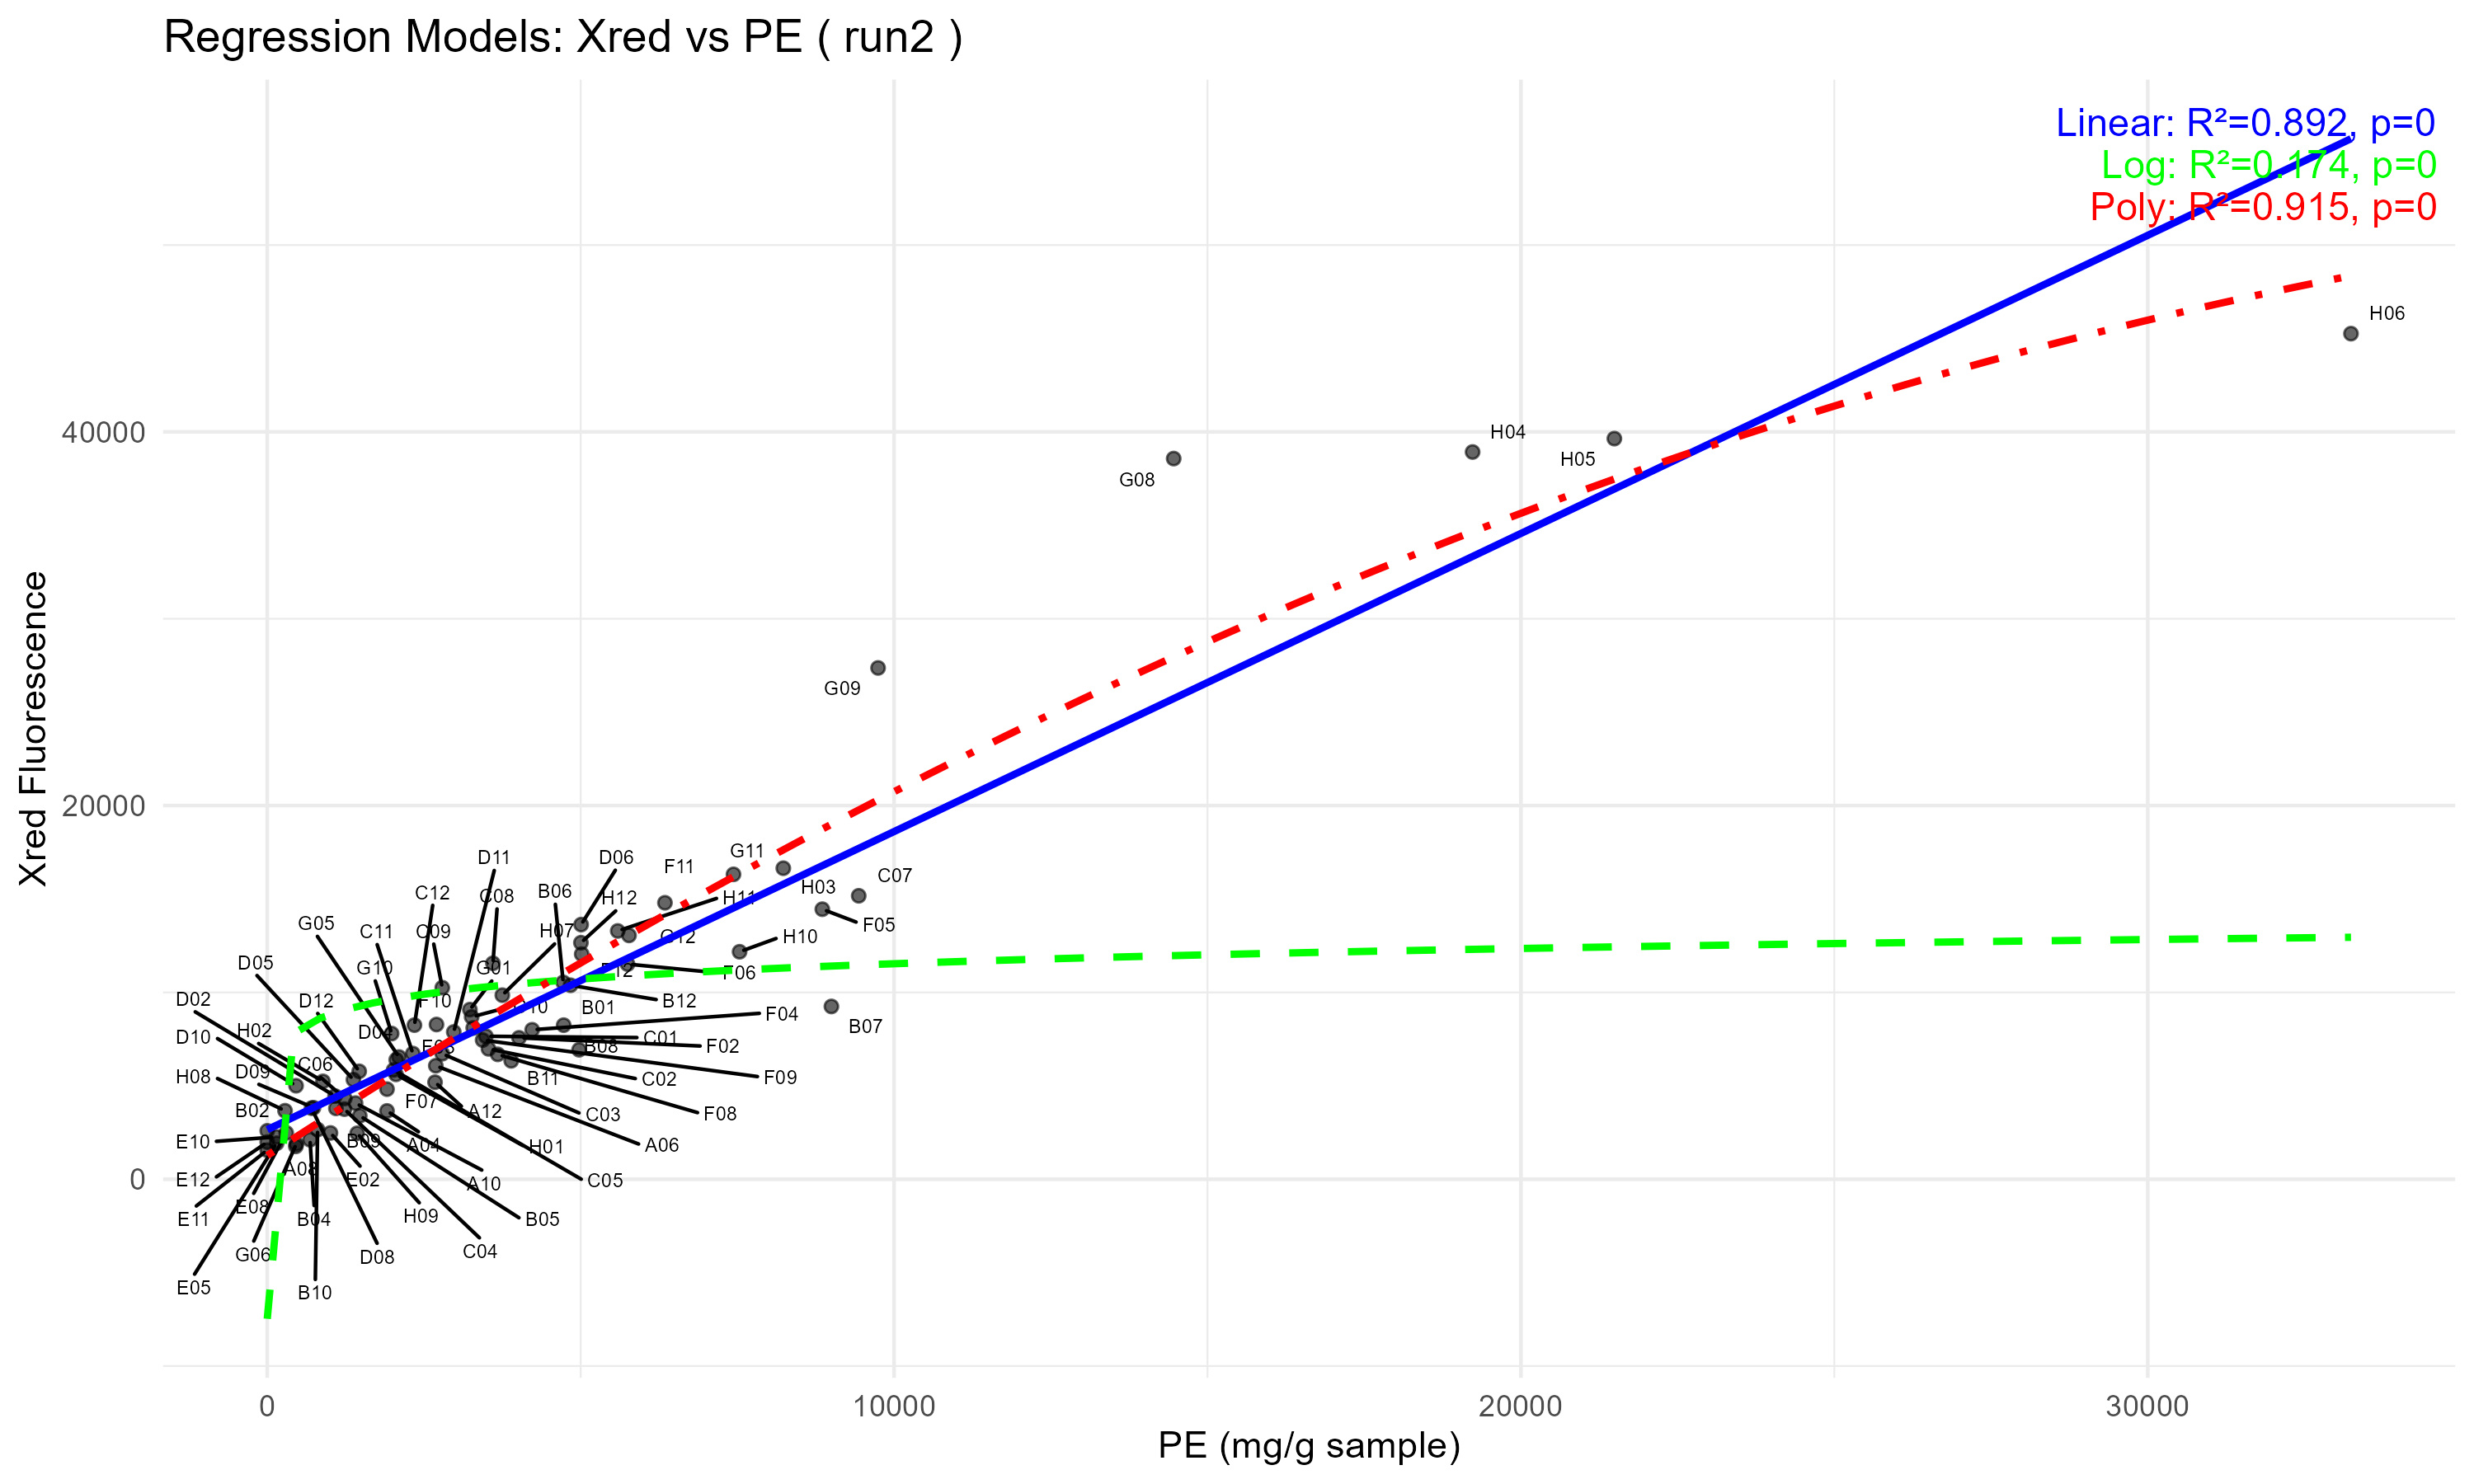 Regression Models: Xred vs PE ( run2 )
Linear: R²=0.892, p=0
Log: R²=0.174, p=0
Poly: R²=0.915, p=0
H06
H04
40000
H05
G08
Xred Fluorescence
G09
20000
D11
D06
F11
G11
C07
C12
C08
B06
H12
H11
H03
G05
C11
C09
H07
G12
F05
H10
D05
G10
G01
F12
F06
D02
D12
F10
B01
B12
D10
H02
D04
F04
B07
C06
F03
B08
C01
F02
H08
D09
B11
C02
F09
B02
F07
A12
C03
F08
E10
B09
A04
H01
A06
E12
A08
E02
A10
C05
0
E11
E08
B04
H09
B05
G06
D08
C04
E05
B10
0
10000
20000
30000
PE (mg/g sample)